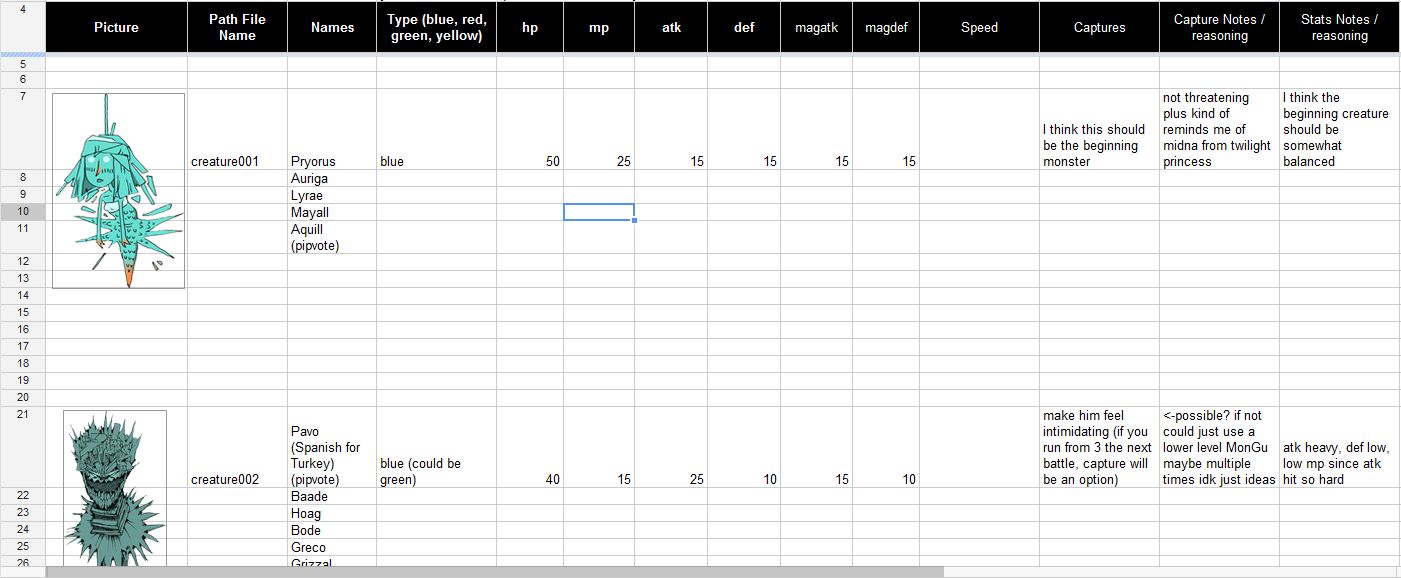 4
Picture
Path File
Name
Names
Type (blue, red,
green, yellow)
hp
mp
atk
def
magatk
magdef
Speed
Captures
Capture Notes /
reasoning
Stats Notes /
reasoning
5
6
7
creature001
Pryorus
blue
50
25
15
15
15
15
I think this should
be the beginning
monster
not threatening
plus kind of
reminds me of
midna from twilight
princess
I think the
beginning creature
should be
somewhat
balanced
8
Auriga
9
Lyrae
10
Mayall
11
Aquill
(pipvote)
12
13
14
15
16
17
18
19
20
21
creature002
Pavo
(Spanish for
Turkey)
(pipvote)
blue (could be
green)
40
15
25
10
15
10
make him feel
intimidating (if you
run from 3 the next
battle, capture will
be an option)
<-possible? if not
could just use a
lower level MonGu
maybe multiple
times idk just ideas
atk heavy, def low,
low mp since atk
hit so hard
22
Baade
23
Hoag
24
Bode
25
Greco
26
Grizzal